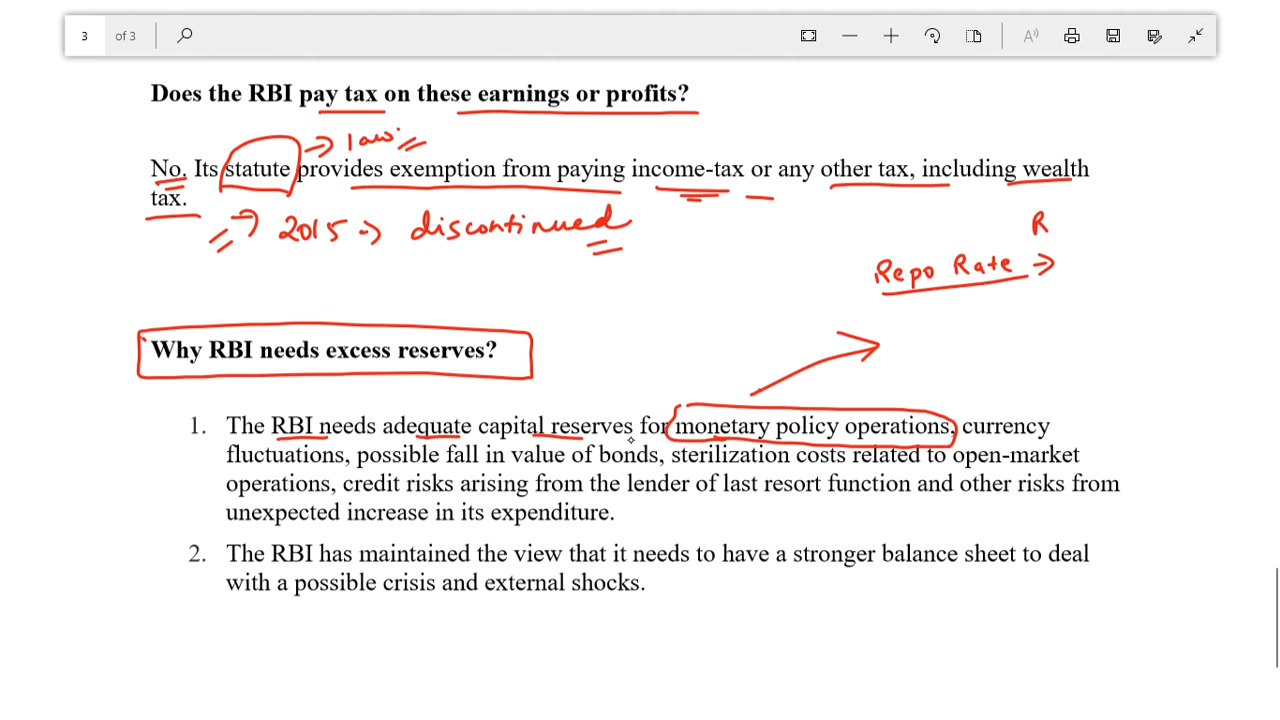 3 of 3
Does the RBI pay tax on these earnings or profits?
→ law
No. Its statute provides exemption from paying income-tax or any other tax, including wealth
tax.
→ 2015 → discontinued
R
Repo Rate →
Why RBI needs excess reserves?
1. The RBI needs adequate capital reserves for monetary policy operations, currency
fluctuations, possible fall in value of bonds, sterilization costs related to open-market
operations, credit risks arising from the lender of last resort function and other risks from
unexpected increase in its expenditure.
2. The RBI has maintained the view that it needs to have a stronger balance sheet to deal
with a possible crisis and external shocks.